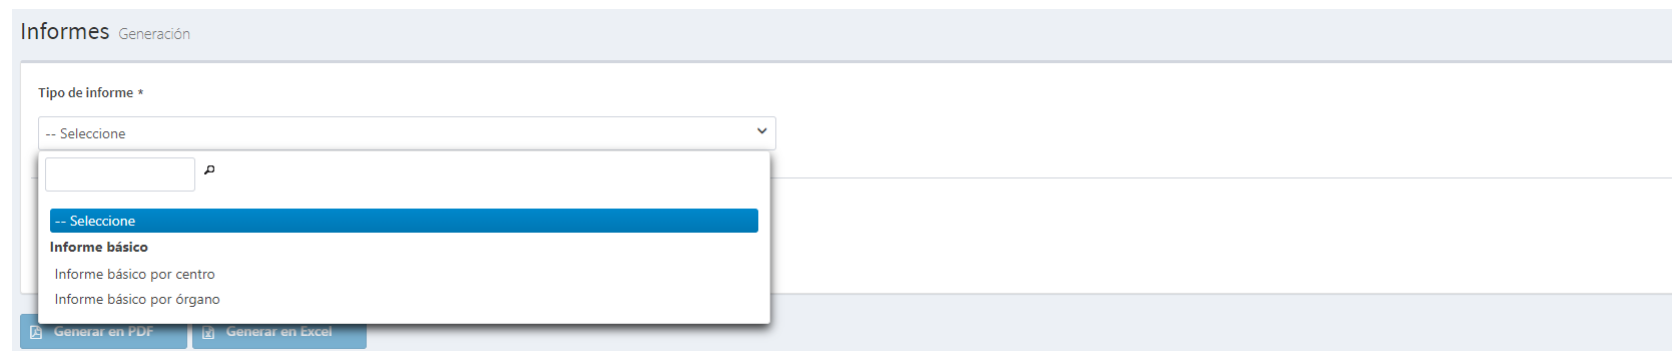 Informes Generación
Tipo de informe *
-- Seleccione
-- Seleccione
Informe básico
Informe básico por centro
Informe básico por órgano
Generar en PDF Generar en Excel